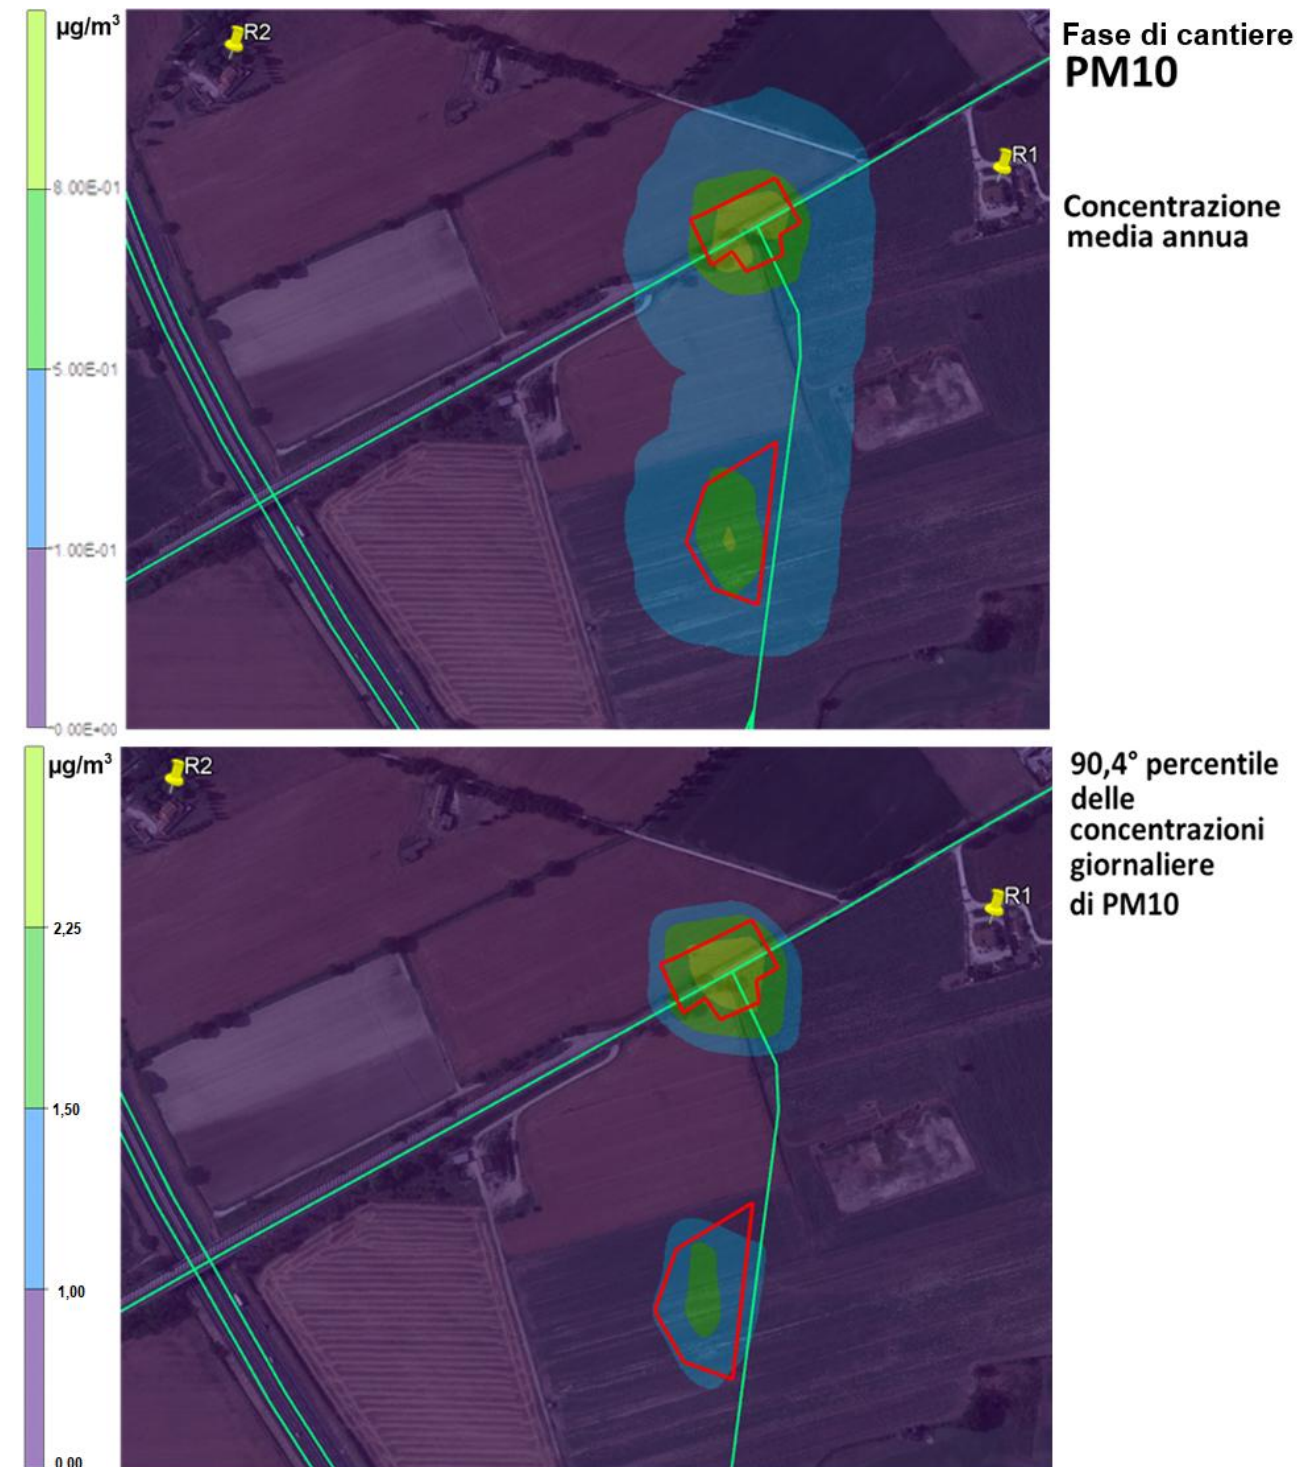 µg/m³
R2
Fase di cantiere
PM10
R1
8.00E-01
Concentrazione
media annua
5.00E-01
1.00E-01
0.00E+00
µg/m³
R2
90,4° percentile
delle
concentrazioni
giornaliere
di PM10
R1
2,25
1,50
1,00
0,00